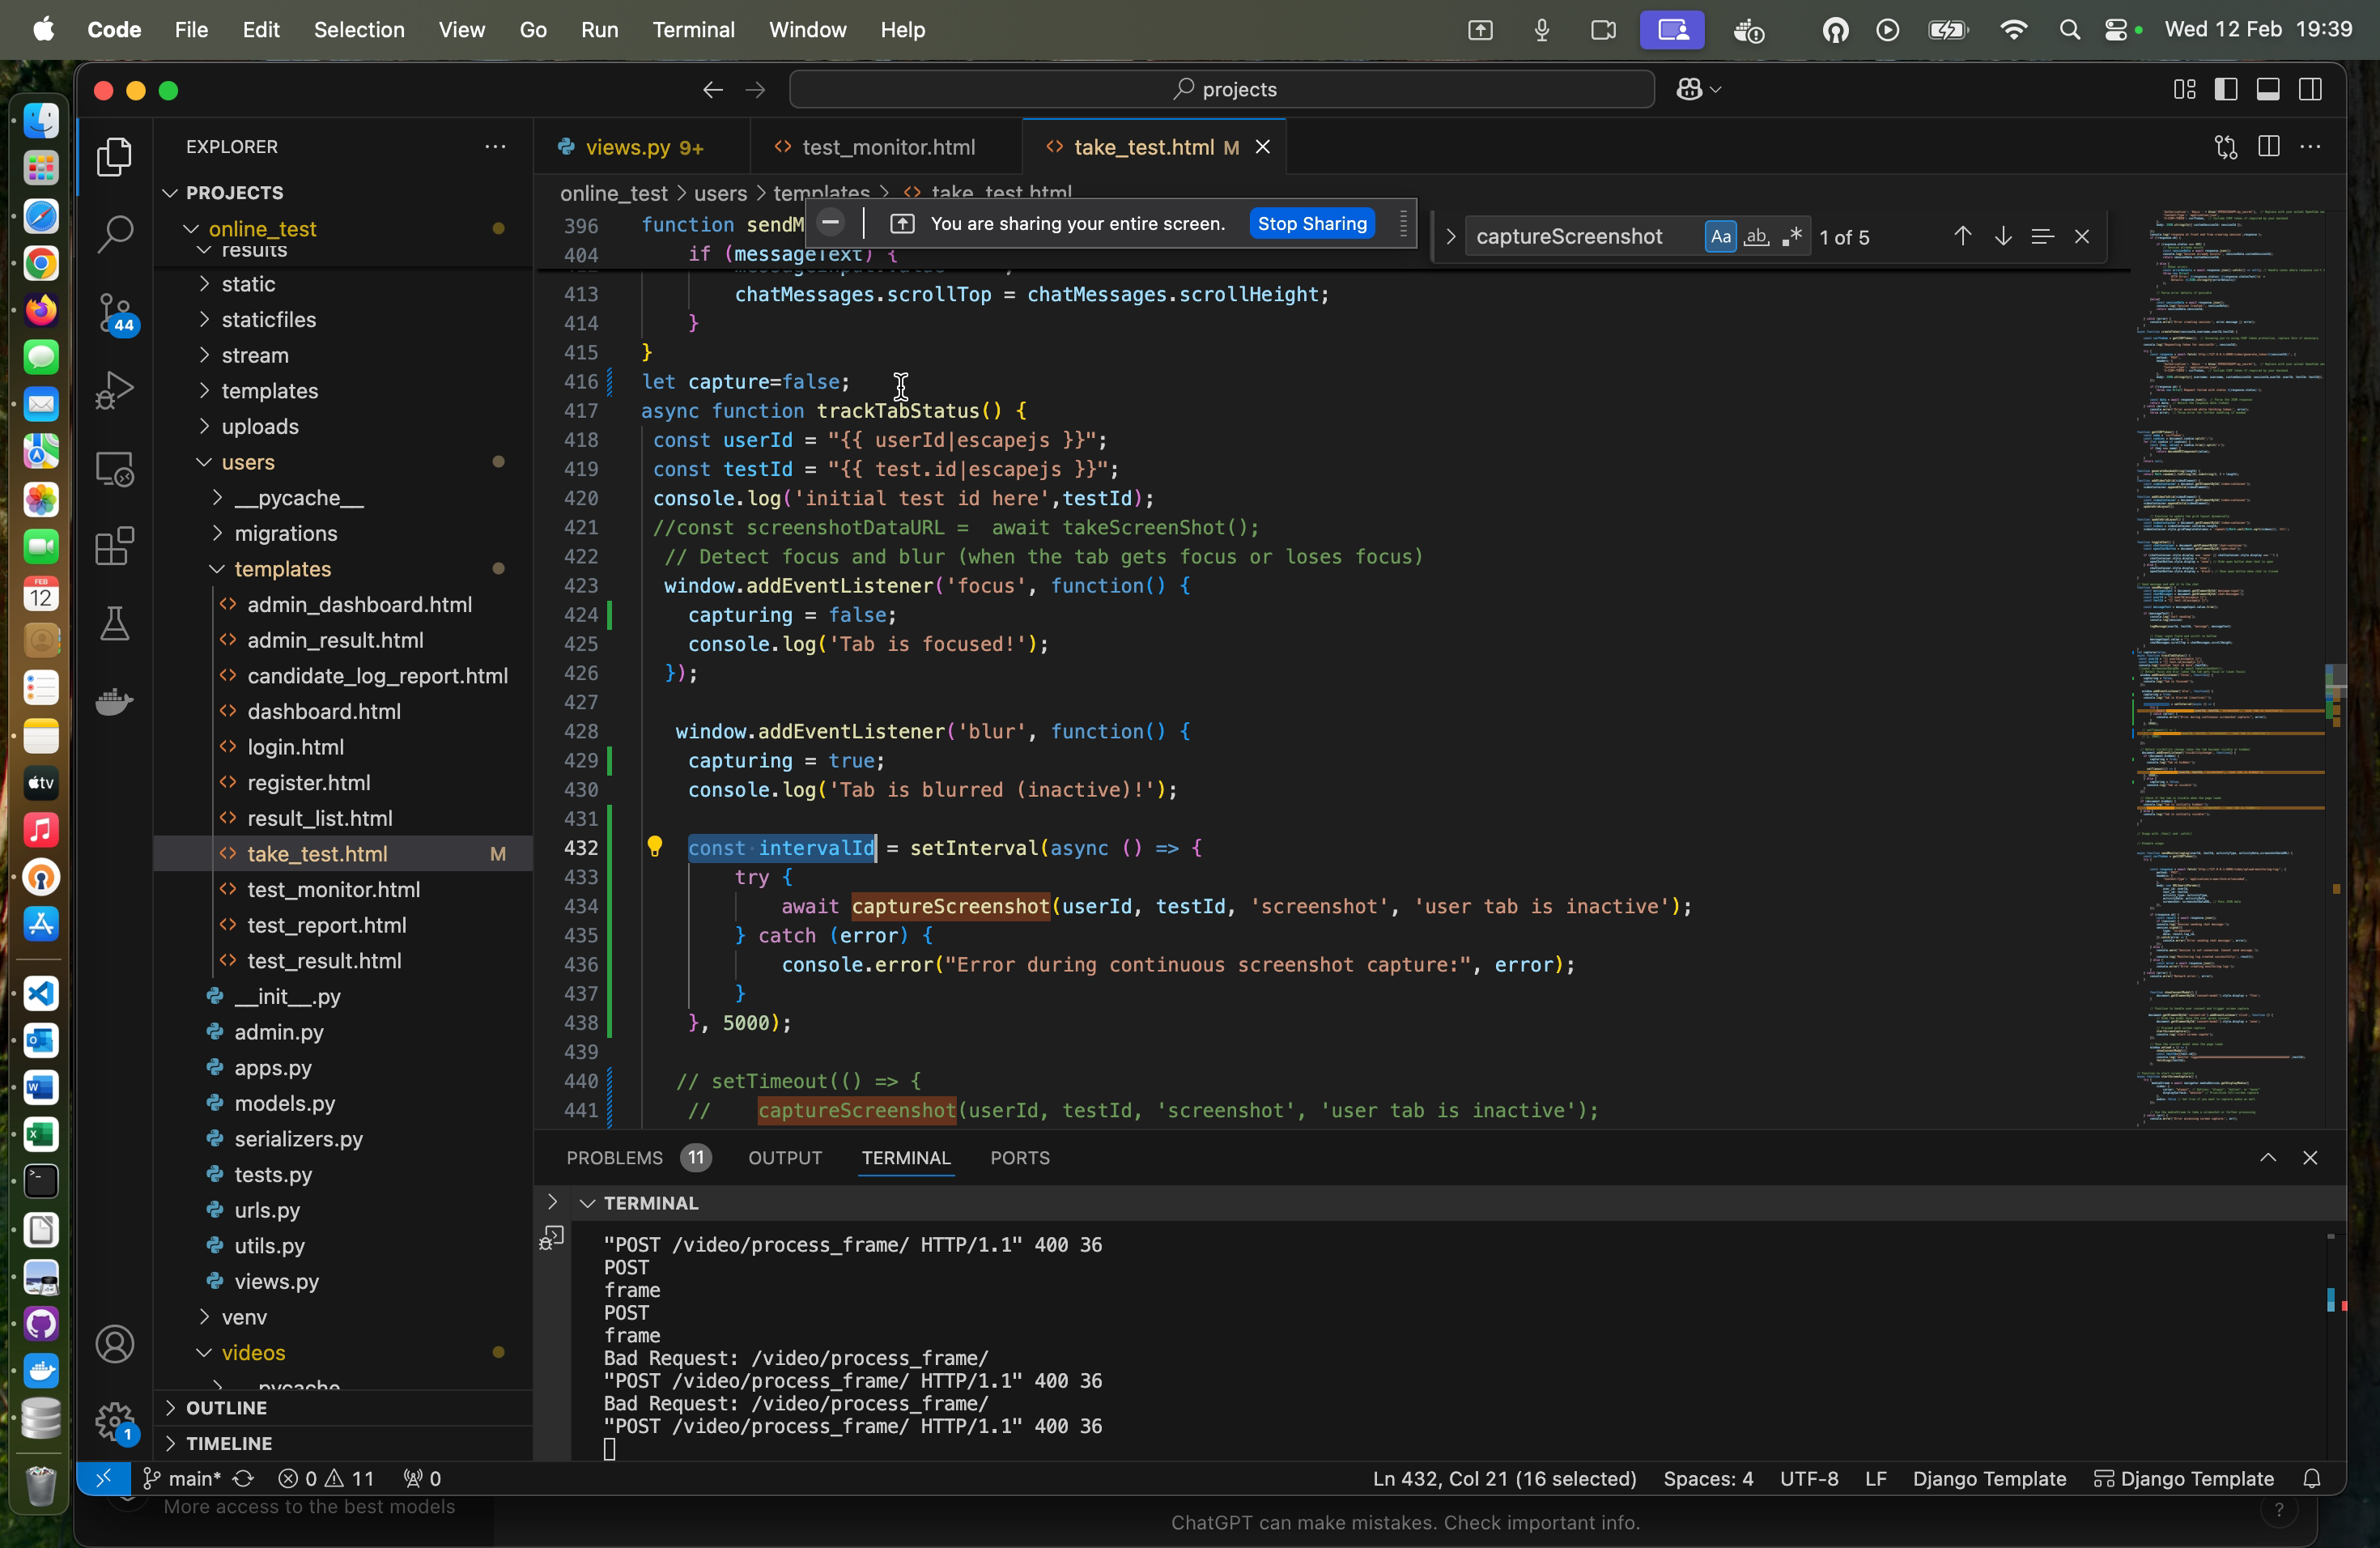 Code File Edit Selection View Go Run Terminal Window Help Wed 12 Feb 19:39
projects
EXPLORER
PROJECTS
online_test
results
static
staticfiles
stream
templates
uploads
users
__pycache__
migrations
templates
admin_dashboard.html
admin_result.html
candidate_log_report.html
dashboard.html
login.html
register.html
result_list.html
take_test.html M
test_monitor.html
test_report.html
test_result.html
__init__.py
admin.py
apps.py
models.py
serializers.py
tests.py
urls.py
utils.py
views.py
venv
videos
__pycache__
OUTLINE
TIMELINE
44
1
FEB
12
tv
views.py 9+ test_monitor.html take_test.html M
online_test > users > templates > take_test.html
You are sharing your entire screen. Stop Sharing
captureScreenshot Aa ab 1 of 5
396 function sendM
404 if (messageText) {
413 chatMessages.scrollTop = chatMessages.scrollHeight;
414 }
415 }
416 let capture=false;
417 async function trackTabStatus() {
418 const userId = "{{ userId|escapejs }}";
419 const testId = "{{ test.id|escapejs }}";
420 console.log('initial test id here',testId);
421 //const screenshotDataURL = await takeScreenShot();
422 // Detect focus and blur (when the tab gets focus or loses focus)
423 window.addEventListener('focus', function() {
424 capturing = false;
425 console.log('Tab is focused!');
426 });
427
428 window.addEventListener('blur', function() {
429 capturing = true;
430 console.log('Tab is blurred (inactive)!');
431
432 const intervalId = setInterval(async () => {
433 try {
434 await captureScreenshot(userId, testId, 'screenshot', 'user tab is inactive');
435 } catch (error) {
436 console.error("Error during continuous screenshot capture:", error);
437 }
438 }, 5000);
439
440 // setTimeout(() => {
441 // captureScreenshot(userId, testId, 'screenshot', 'user tab is inactive');
PROBLEMS 11 OUTPUT TERMINAL PORTS
TERMINAL
"POST /video/process_frame/ HTTP/1.1" 400 36
POST
frame
POST
frame
Bad Request: /video/process_frame/
"POST /video/process_frame/ HTTP/1.1" 400 36
Bad Request: /video/process_frame/
"POST /video/process_frame/ HTTP/1.1" 400 36
main* 0 11 0 Ln 432, Col 21 (16 selected) Spaces: 4 UTF-8 LF Django Template Django Template
More access to the best models
ChatGPT can make mistakes. Check important info.
?